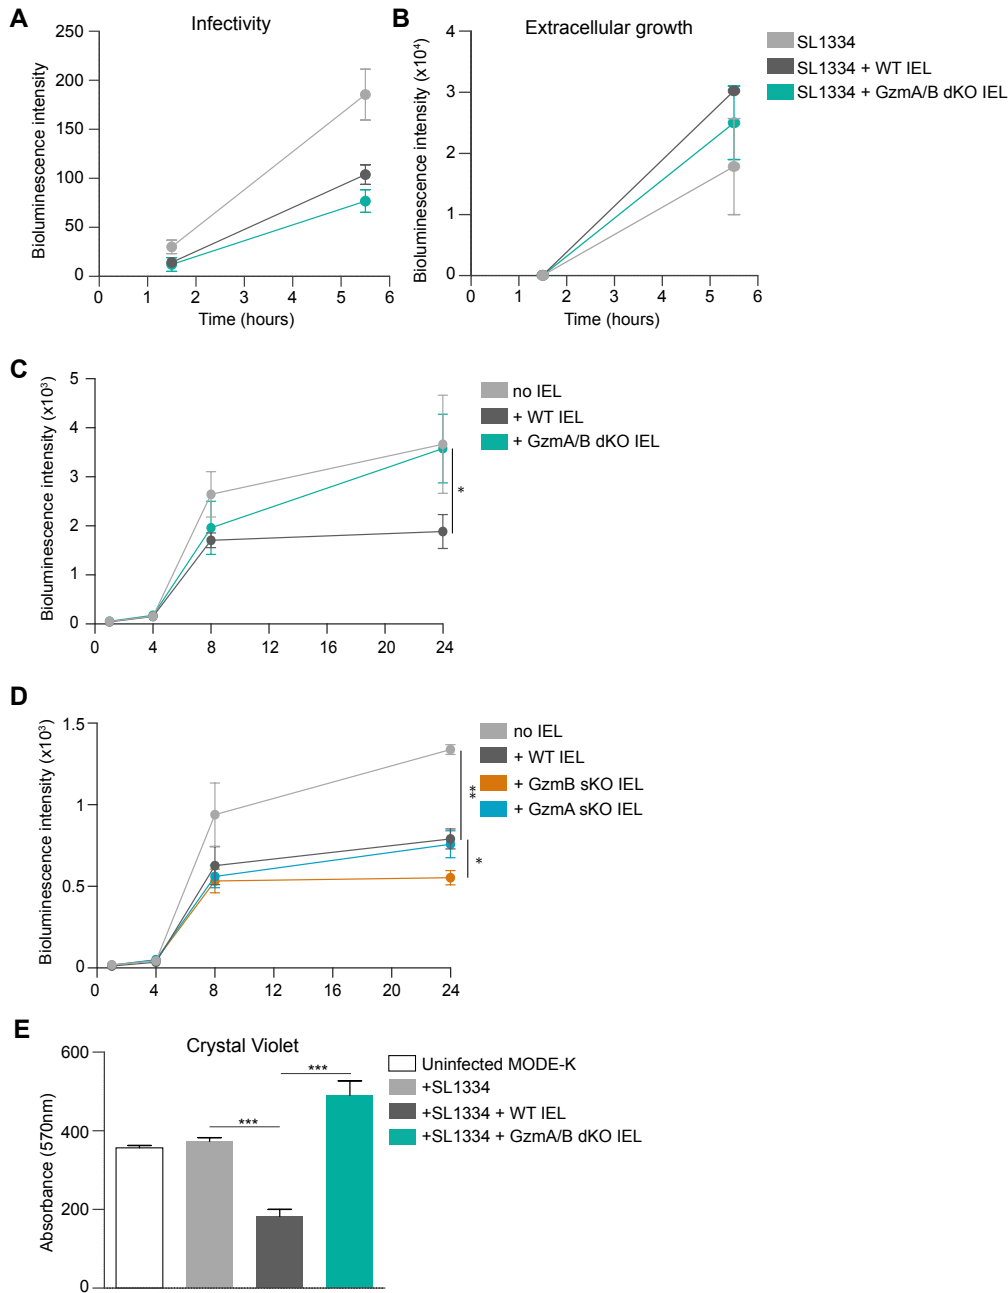 A
Infectivity
Bioluminescence intensity
250
200
150
100
50
0
0 1 2 3 4 5 6
Time (hours)
B
Extracellular growth
Bioluminescence intensity (x10⁴)
4
3
2
1
0
0 1 2 3 4 5 6
Time (hours)
SL1334
SL1334 + WT IEL
SL1334 + GzmA/B dKO IEL
C
Bioluminescence intensity (x10³)
5
4
3
2
1
0
0 4 8 12 16 20 24
*
no IEL
+ WT IEL
+ GzmA/B dKO IEL
D
Bioluminescence intensity (x10³)
1.5
1
0.5
0
0 4 8 12 16 20 24
**
*
no IEL
+ WT IEL
+ GzmB sKO IEL
+ GzmA sKO IEL
E
Crystal Violet
Absorbance (570nm)
600
400
200
0
***
***
Uninfected MODE-K
+SL1334
+SL1334 + WT IEL
+SL1334 + GzmA/B dKO IEL